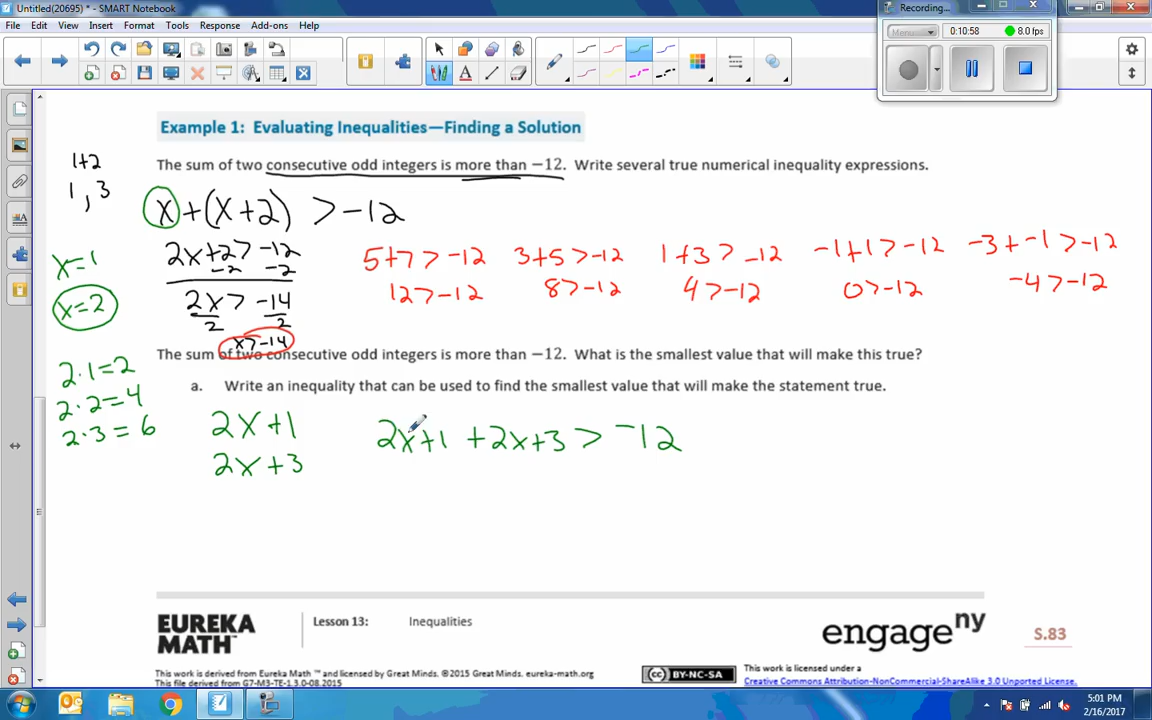 Untitled(20695) * - SMART Notebook
File Edit View Insert Format Tools Response Add-ons Help
Recording...
Menu
0:10:58
8.0 fps
Example 1: Evaluating Inequalities—Finding a Solution
The sum of two consecutive odd integers is more than −12. Write several true numerical inequality expressions.
1+2
1, 3
x+(x+2) >-12
2x+2>-12
-2 -2
2x > -14
2 2
x>-14
x=1
x=2
5+7>-12
12>-12
3+5>-12
8>-12
1+3>-12
4>-12
-1+1>-12
0>-12
-3+-1>-12
-4>-12
The sum of two consecutive odd integers is more than −12. What is the smallest value that will make this true?
a. Write an inequality that can be used to find the smallest value that will make the statement true.
2·1=2
2·2=4
2·3=6
2x+1
2x+3
2x+1 +2x+3 > -12
EUREKA
MATH™
Lesson 13: Inequalities
engage ny
S.83
This work is derived from Eureka Math ™ and licensed by Great Minds. ©2015 Great Minds. eureka-math.org
This file derived from G7-M3-TE-1.3.0-08.2015
cc BY-NC-SA
This work is licensed under a
Creative Commons Attribution-NonCommercial-ShareAlike 3.0 Unported License.
5:01 PM
2/16/2017